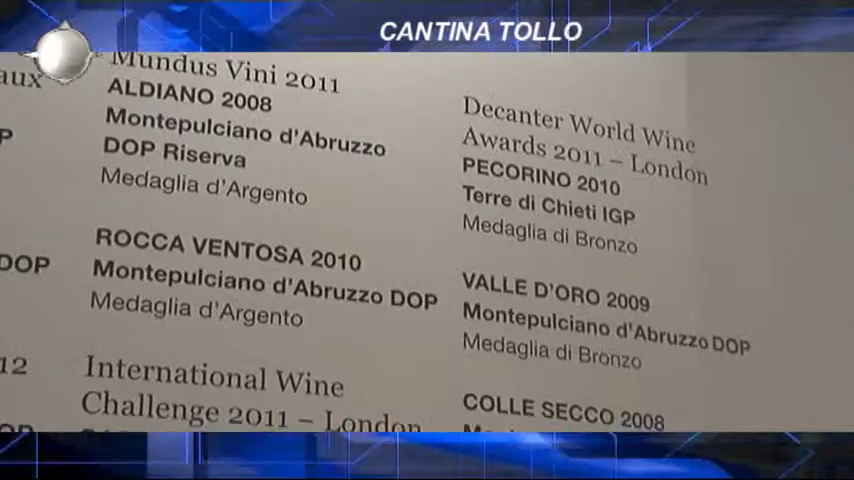 CANTINA TOLLO
aux
P
DOP
12
Mundus Vini 2011
ALDIANO 2008
Montepulciano d'Abruzzo
DOP Riserva
Medaglia d'Argento
ROCCA VENTOSA 2010
Montepulciano d'Abruzzo DOP
Medaglia d'Argento
International Wine
Challenge 2011 – London
Decanter World Wine
Awards 2011 – London
PECORINO 2010
Terre di Chieti IGP
Medaglia di Bronzo
VALLE D'ORO 2009
Montepulciano d'Abruzzo DOP
Medaglia di Bronzo
COLLE SECCO 2008